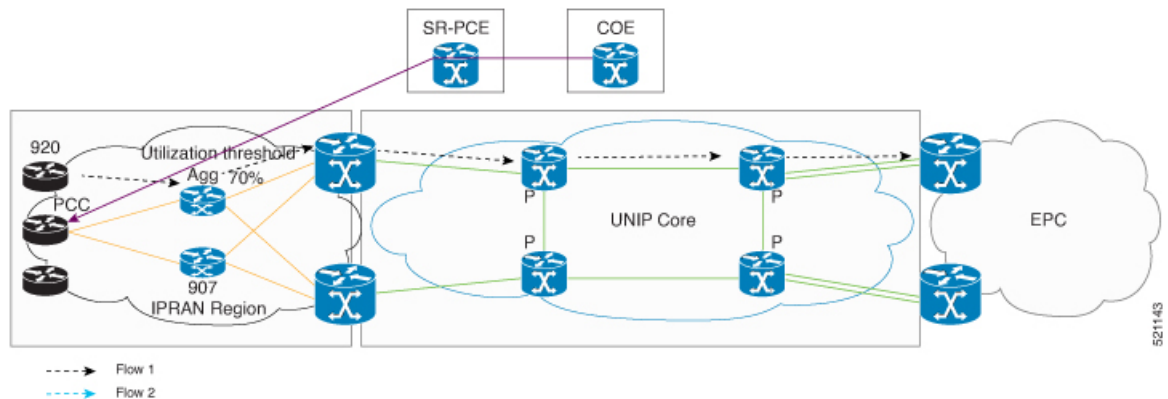 SR-PCE
COE
920
Utilization threshold
Agg 70%
PCC
907
IPRAN Region
P
P
UNIP Core
P
P
EPC
521143
Flow 1
Flow 2